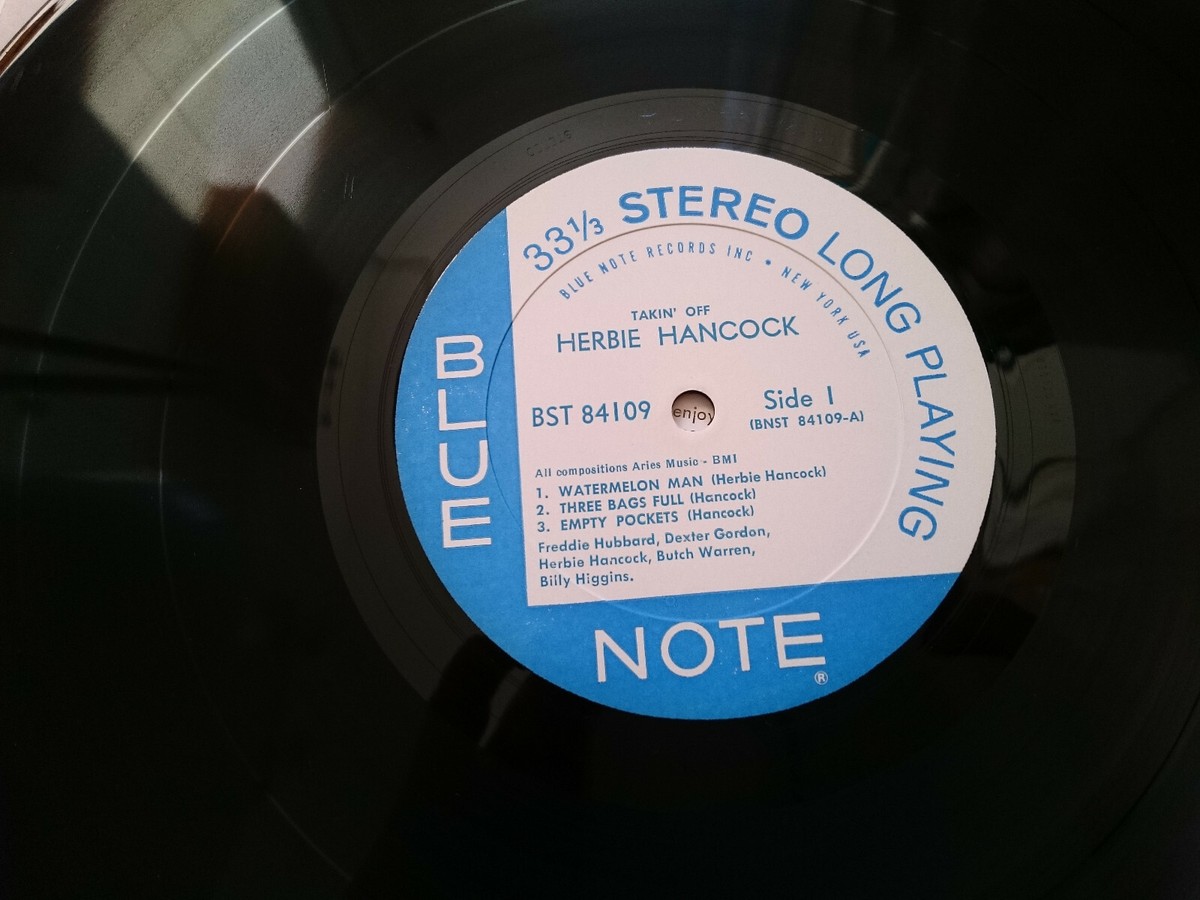 33⅓ STEREO LONG PLAYING
BLUE NOTE RECORDS INC • NEW YORK USA
TAKIN' OFF
HERBIE HANCOCK
BST 84109
enjoy
Side 1
(BNST 84109-A)
All compositions Aries Music - BMI
1. WATERMELON MAN (Herbie Hancock)
2. THREE BAGS FULL (Hancock)
3. EMPTY POCKETS (Hancock)
Freddie Hubbard, Dexter Gordon,
Herbie Hancock, Butch Warren,
Billy Higgins.
BLUE
NOTE®